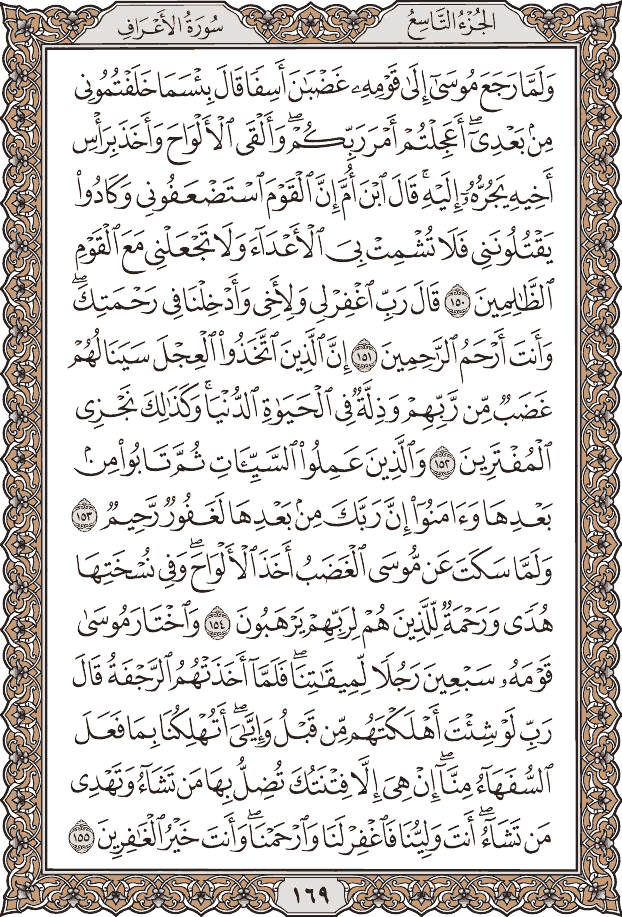 الجُزْءُ التَّاسِعُ
سُورَةُ الأَعْرَافِ
وَلَمَّا رَجَعَ مُوسَىٰٓ إِلَىٰ قَوْمِهِۦ غَضْبَٰنَ أَسِفًا قَالَ بِئْسَمَا خَلَفْتُمُونِي
مِنۢ بَعْدِيٓۖ أَعَجِلْتُمْ أَمْرَ رَبِّكُمْۖ وَأَلْقَى ٱلْأَلْوَاحَ وَأَخَذَ بِرَأْسِ
أَخِيهِ يَجُرُّهُۥٓ إِلَيْهِۚ قَالَ ٱبْنَ أُمَّ إِنَّ ٱلْقَوْمَ ٱسْتَضْعَفُونِي وَكَادُوا۟
يَقْتُلُونَنِي فَلَا تُشْمِتْ بِيَ ٱلْأَعْدَآءَ وَلَا تَجْعَلْنِي مَعَ ٱلْقَوْمِ
ٱلظَّٰلِمِينَ ١٥٠ قَالَ رَبِّ ٱغْفِرْ لِي وَلِأَخِي وَأَدْخِلْنَا فِي رَحْمَتِكَۖ
وَأَنتَ أَرْحَمُ ٱلرَّٰحِمِينَ ١٥١ إِنَّ ٱلَّذِينَ ٱتَّخَذُوا۟ ٱلْعِجْلَ سَيَنَالُهُمْ
غَضَبٌ مِّن رَّبِّهِمْ وَذِلَّةٌ فِي ٱلْحَيَوٰةِ ٱلدُّنْيَاۚ وَكَذَٰلِكَ نَجْزِي
ٱلْمُفْتَرِينَ ١٥٢ وَٱلَّذِينَ عَمِلُوا۟ ٱلسَّيِّـَٔاتِ ثُمَّ تَابُوا۟ مِنۢ
بَعْدِهَا وَءَامَنُوٓا۟ إِنَّ رَبَّكَ مِنۢ بَعْدِهَا لَغَفُورٌ رَّحِيمٌ ١٥٣
وَلَمَّا سَكَتَ عَن مُّوسَى ٱلْغَضَبُ أَخَذَ ٱلْأَلْوَاحَۖ وَفِي نُسْخَتِهَا
هُدًى وَرَحْمَةٌ لِّلَّذِينَ هُمْ لِرَبِّهِمْ يَرْهَبُونَ ١٥٤ وَٱخْتَارَ مُوسَىٰ
قَوْمَهُۥ سَبْعِينَ رَجُلًا لِّمِيقَٰتِنَاۖ فَلَمَّآ أَخَذَتْهُمُ ٱلرَّجْفَةُ قَالَ
رَبِّ لَوْ شِئْتَ أَهْلَكْتَهُم مِّن قَبْلُ وَإِيَّٰيَۖ أَتُهْلِكُنَا بِمَا فَعَلَ
ٱلسُّفَهَآءُ مِنَّآۖ إِنْ هِيَ إِلَّا فِتْنَتُكَ تُضِلُّ بِهَا مَن تَشَآءُ وَتَهْدِي
مَن تَشَآءُۖ أَنتَ وَلِيُّنَا فَٱغْفِرْ لَنَا وَٱرْحَمْنَاۖ وَأَنتَ خَيْرُ ٱلْغَٰفِرِينَ ١٥٥
١٦٩